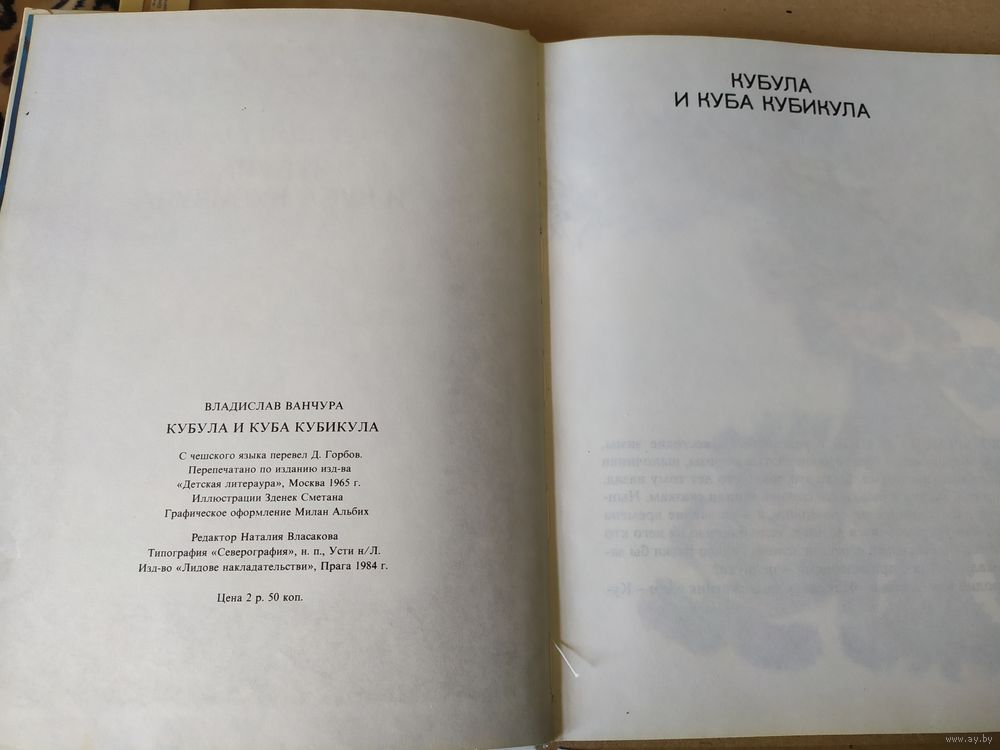 ВЛАДИСЛАВ ВАНЧУРА
КУБУЛА И КУБА КУБИКУЛА
С чешского языка перевел Д. Горбов.
Перепечатано по изданию изд-ва
«Детская литераура», Москва 1965 г.
Иллюстрации Зденек Сметана
Графическое оформление Милан Альбих
Редактор Наталия Власакова
Типография «Северография», н. п., Усти н/Л.
Изд-во «Лидове накладательстви», Прага 1984 г.
Цена 2 р. 50 коп.
КУБУЛА
И КУБА КУБИКУЛА
www.ay.by